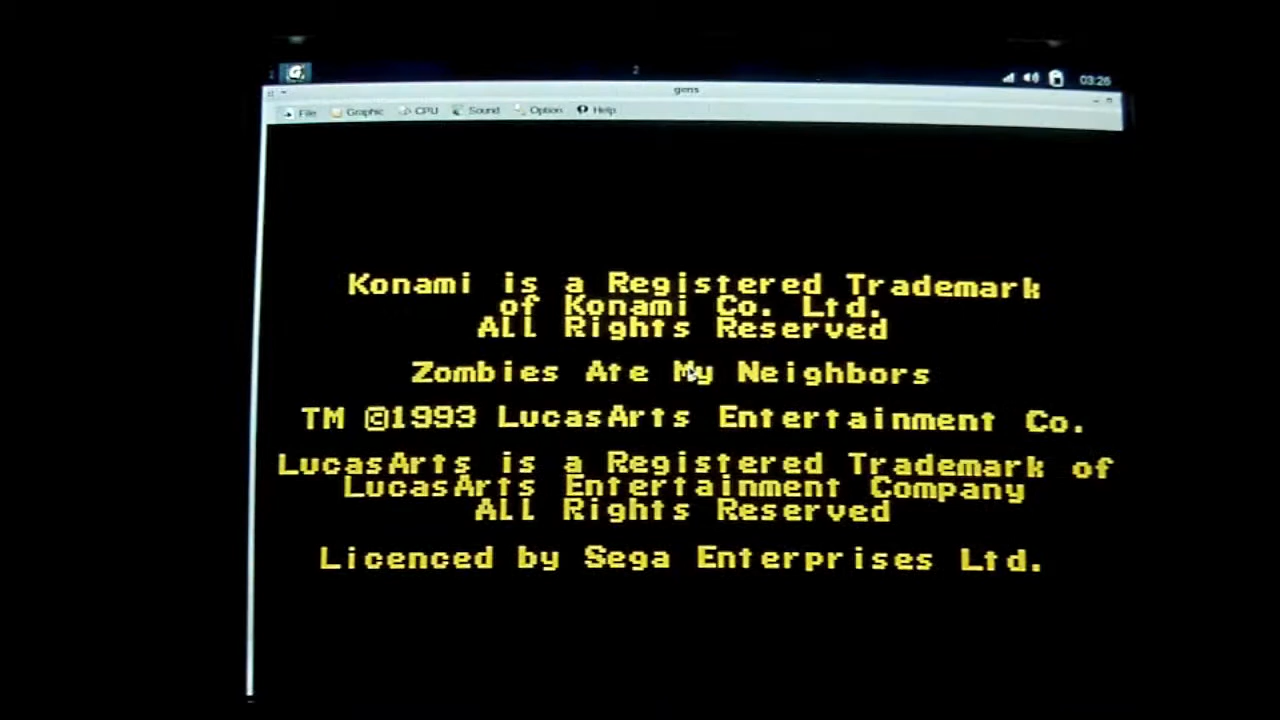 2
03:26
gens
File Graphic CPU Sound Option Help
Konami is a Registered Trademark
of Konami Co. Ltd.
ALL Rights Reserved
Zombies Ate My Neighbors
TM ©1993 LucasArts Entertainment Co.
LucasArts is a Registered Trademark of
LucasArts Entertainment Company
ALL Rights Reserved
Licenced by Sega Enterprises Ltd.